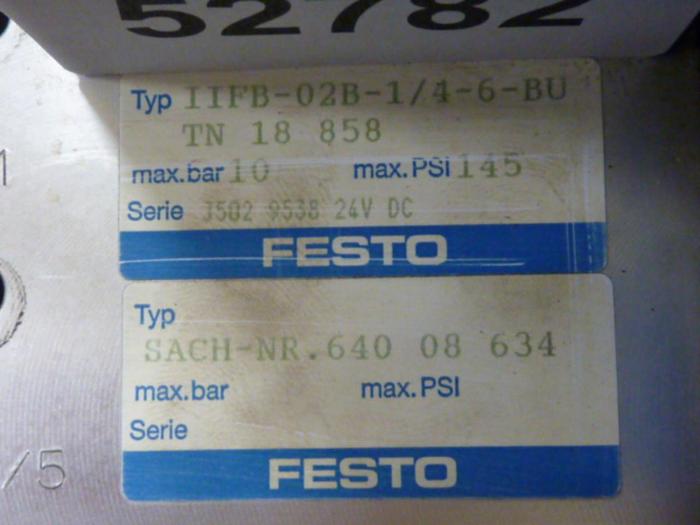 52782
Typ IIFB-02B-1/4-6-BU
TN 18 858
max.bar 10 max.PSI 145
Serie J502 9538 24V DC
FESTO
Typ
SACH-NR.640 08 634
max.bar max.PSI
Serie
FESTO
/5